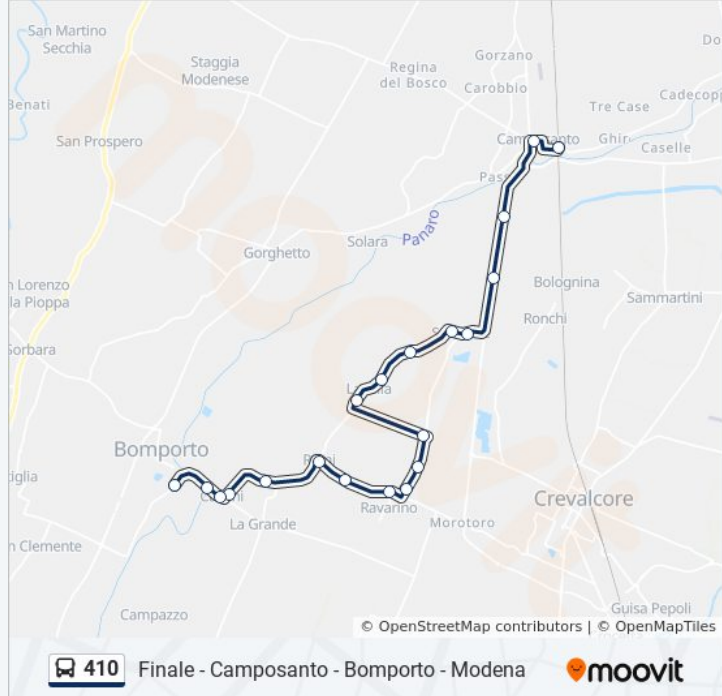 San Martino
Secchia
Staggia
Modenese
Gorzano
Regina
del Bosco
Carobbio
Tre Case
San Prospero
Ghir
Caselle
Panaro
Solara
Gorghetto
Bolognina
n Lorenzo
la Pioppa
Sammartini
Ronchi
Sorbara
Bomporto
Crevalcore
Ravarino
La Grande
Morotoro
n Clemente
Campazzo
Guisa Pepoli
© OpenStreetMap contributors | © OpenMapTiles
410 Finale - Camposanto - Bomporto - Modena
moovit